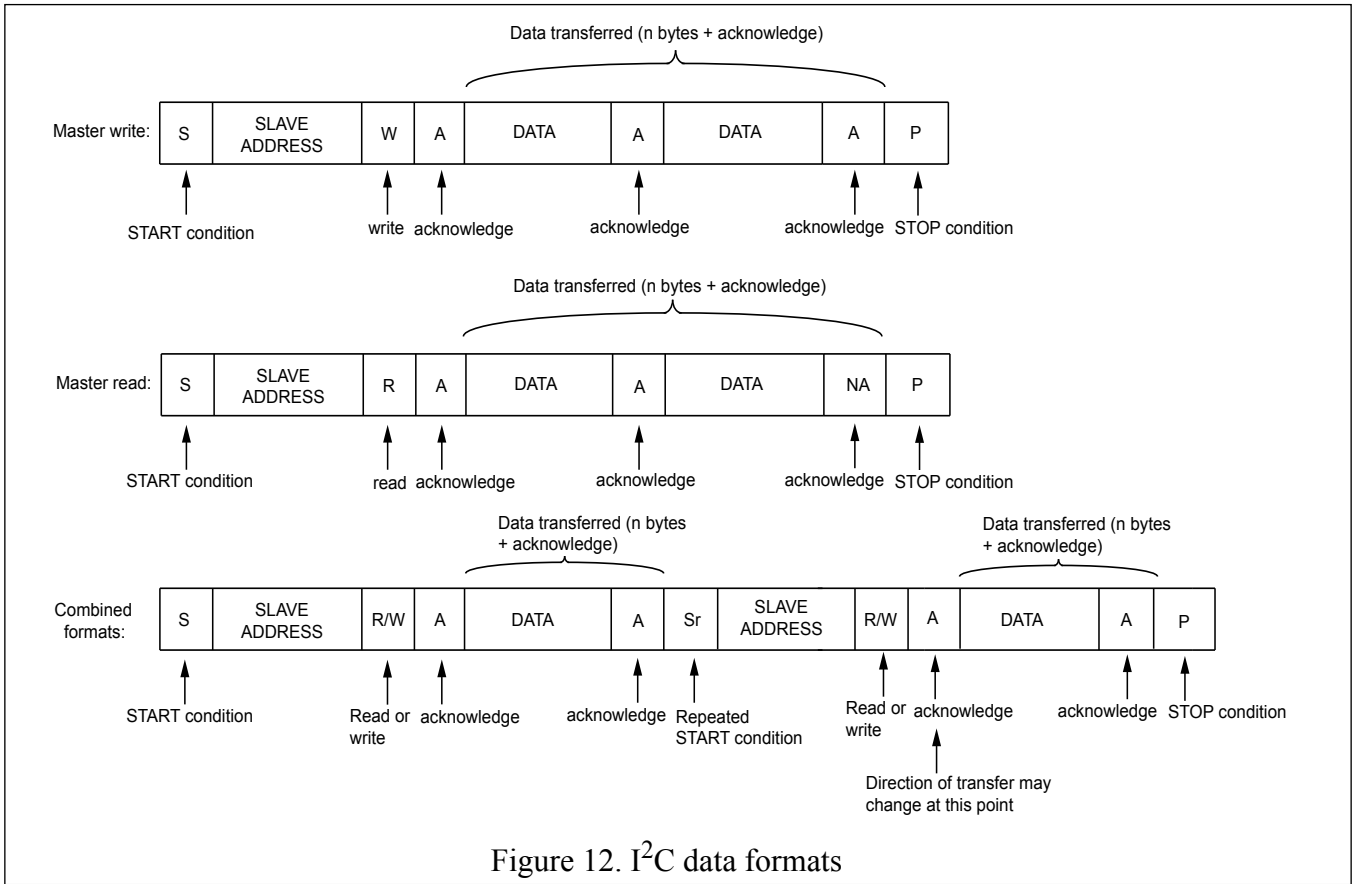 Data transferred (n bytes + acknowledge)
Master write: S SLAVE ADDRESS W A DATA A DATA A P
START condition write acknowledge acknowledge acknowledge STOP condition
Data transferred (n bytes + acknowledge)
Master read: S SLAVE ADDRESS R A DATA A DATA NA P
START condition read acknowledge acknowledge acknowledge STOP condition
Data transferred (n bytes
+ acknowledge)
Data transferred (n bytes
+ acknowledge)
Combined formats: S SLAVE ADDRESS R/W A DATA A Sr SLAVE ADDRESS R/W A DATA A P
START condition Read or write acknowledge acknowledge Repeated START condition Read or write acknowledge acknowledge STOP condition
Direction of transfer may
change at this point
Figure 12. I²C data formats